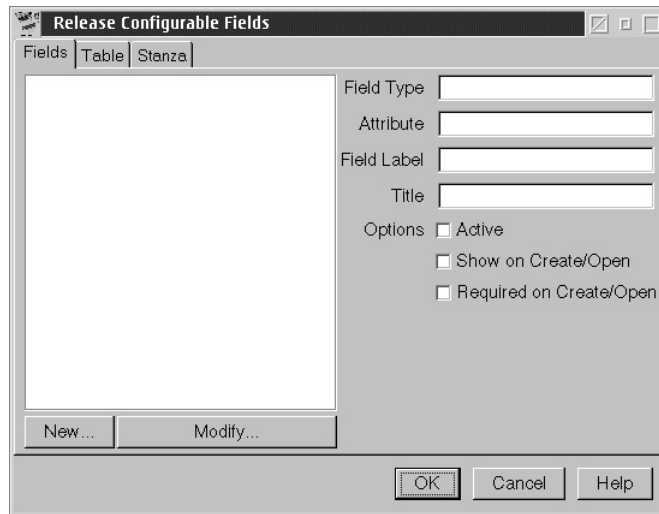 Release Configurable Fields
Fields Table Stanza
Field Type
Attribute
Field Label
Title
Options Active
Show on Create/Open
Required on Create/Open
New... Modify...
OK Cancel Help